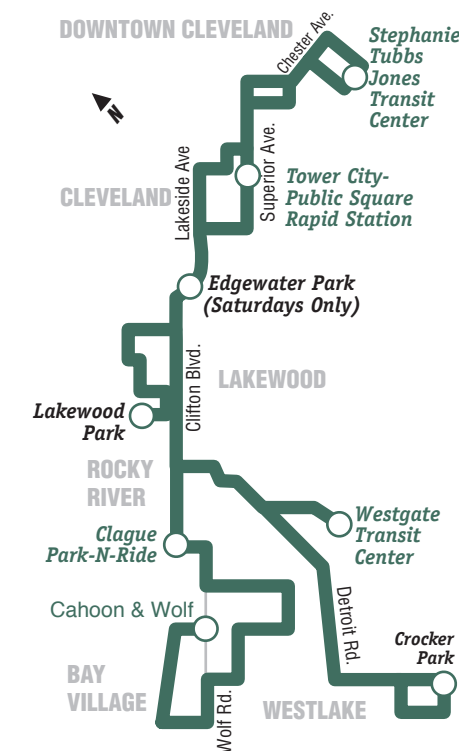 DOWNTOWN CLEVELAND
Chester Ave.
Stephanie
Tubbs
Jones
Transit
Center
N
Lakeside Ave
Superior Ave.
CLEVELAND
Tower City-
Public Square
Rapid Station
Edgewater Park
(Saturdays Only)
Clifton Blvd.
LAKEWOOD
Lakewood
Park
ROCKY
RIVER
Westgate
Transit
Center
Clague
Park-N-Ride
Cahoon & Wolf
Detroit Rd.
Crocker
Park
BAY
VILLAGE
Wolf Rd.
WESTLAKE